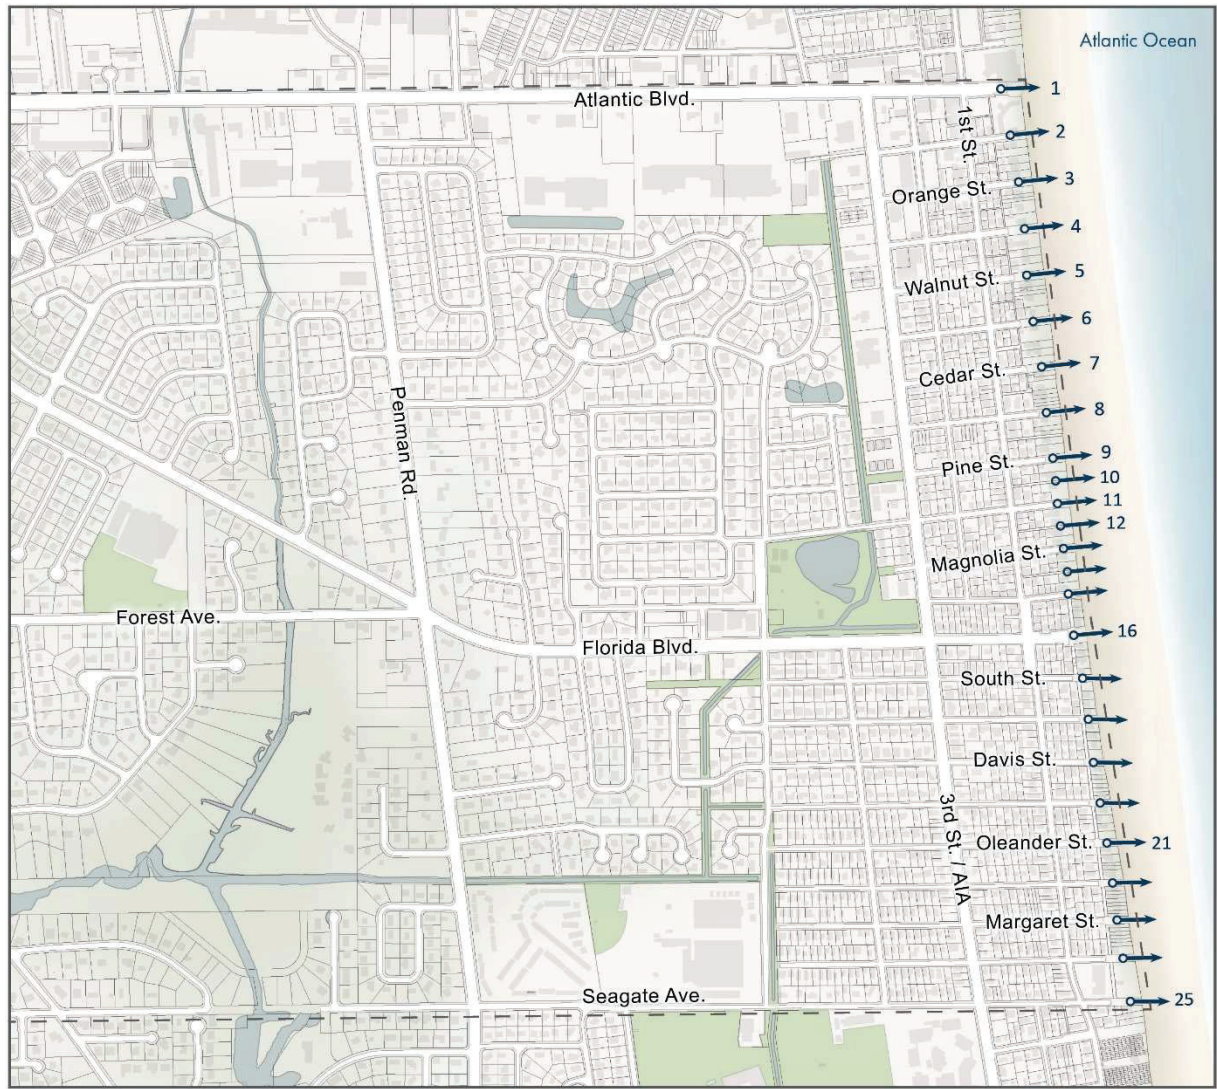 Atlantic Ocean
Atlantic Blvd.
1
1st St.
2
Orange St.
3
4
Walnut St.
5
6
Cedar St.
7
Penman Rd.
8
Pine St.
9
10
11
12
Magnolia St.
Forest Ave.
Florida Blvd.
16
South St.
Davis St.
3rd St. / AIA
Oleander St.
21
Margaret St.
Seagate Ave.
25